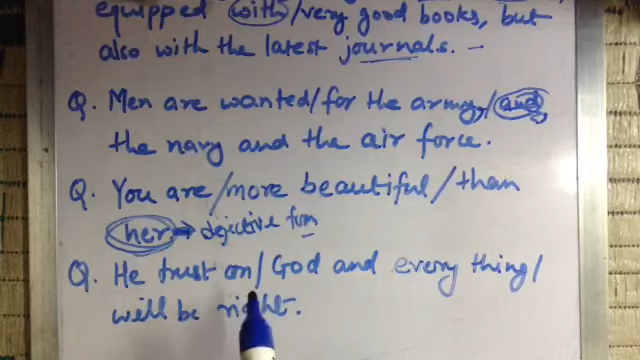 equipped with/very good books, but
also with the latest journals. –
Q. Men are wanted/for the army,/and
the navy and the air force.
Q. You are/more beautiful/than
her → objective form
Q. He trust on/God and every thing/
will be right.